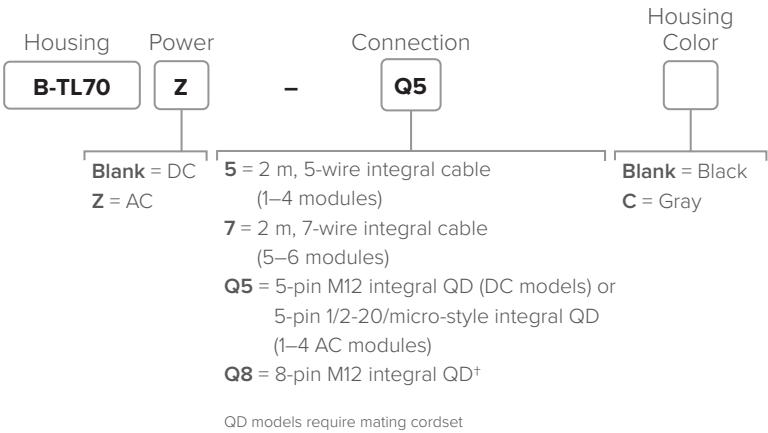 Housing Power Connection Housing Color
B-TL70 Z – Q5
Blank = DC
Z = AC
5 = 2 m, 5-wire integral cable
(1–4 modules)
7 = 2 m, 7-wire integral cable
(5–6 modules)
Q5 = 5-pin M12 integral QD (DC models) or
5-pin 1/2-20/micro-style integral QD
(1–4 AC modules)
Q8 = 8-pin M12 integral QD†
Blank = Black
C = Gray
QD models require mating cordset